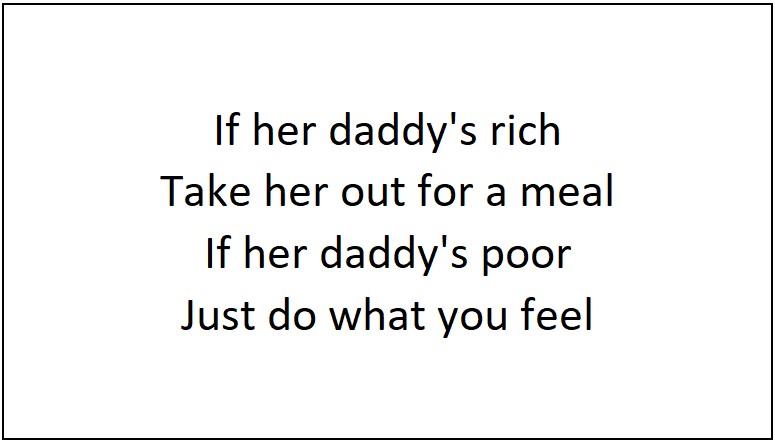 If her daddy's rich
Take her out for a meal
If her daddy's poor
Just do what you feel